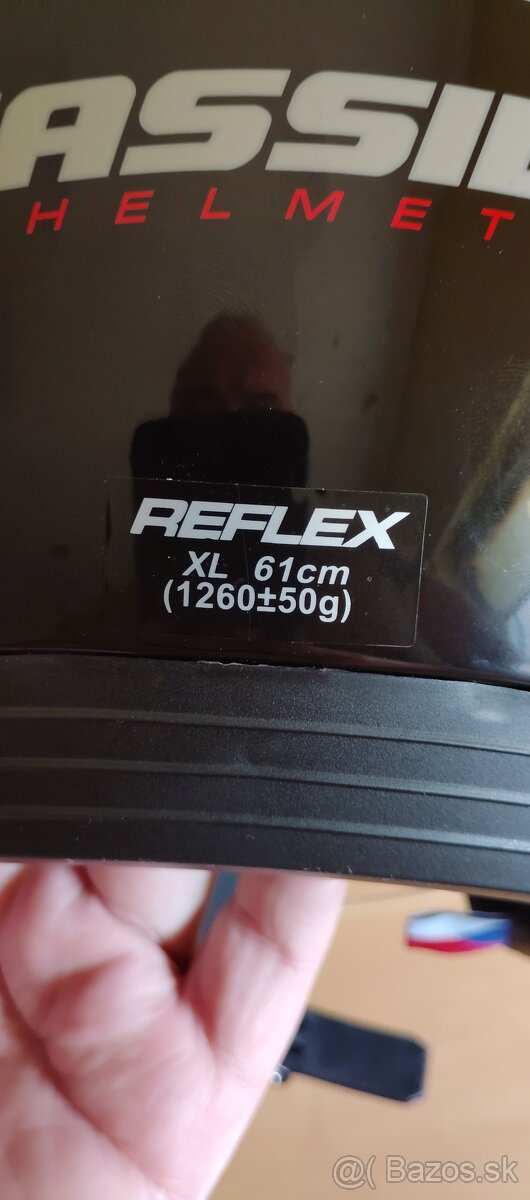 ASSI
HELMET
REFLEX
XL 61cm
(1260±50g)
@( Bazos.sk